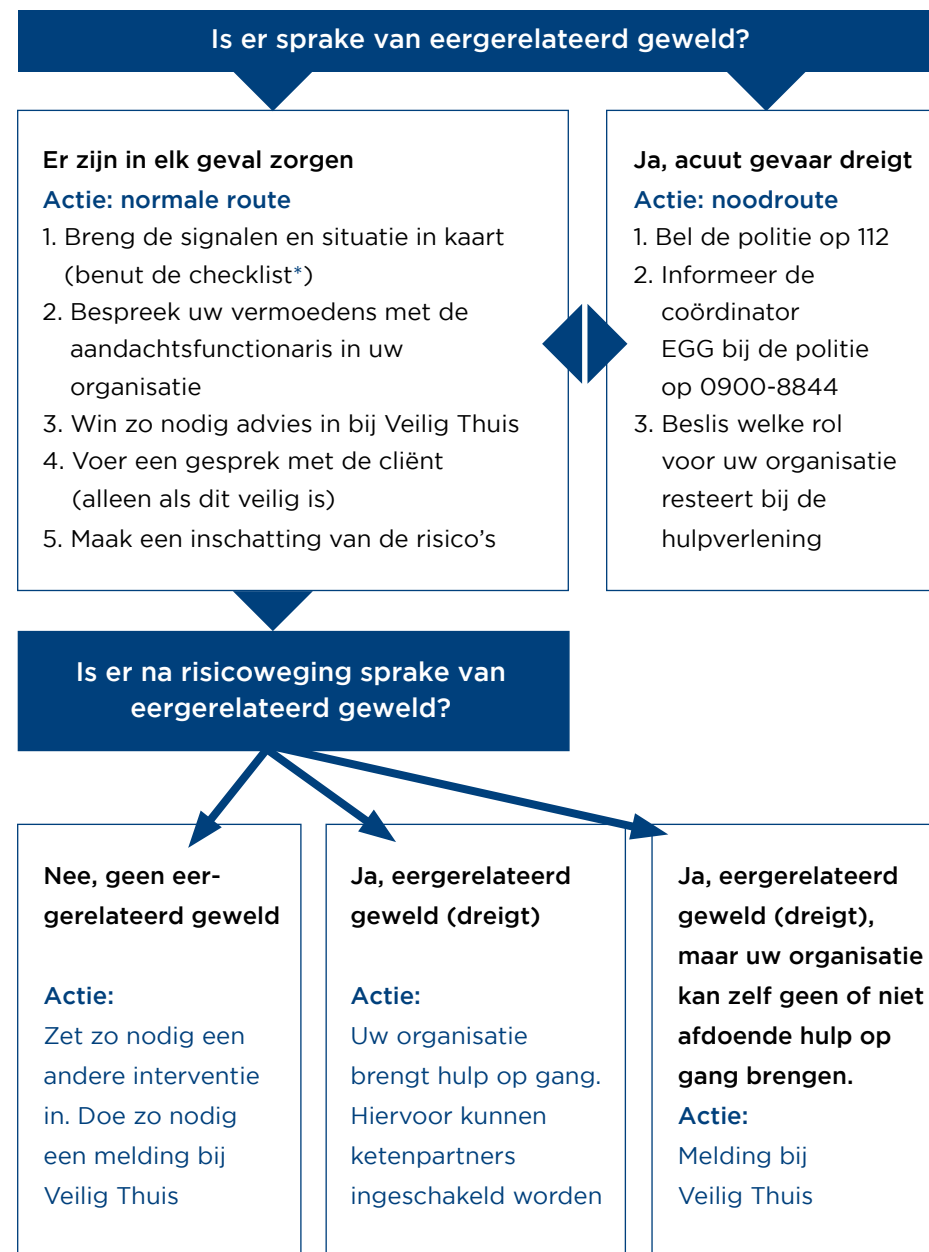 Is er sprake van eergerelateerd geweld?
Er zijn in elk geval zorgen
Actie: normale route
1. Breng de signalen en situatie in kaart
(benut de checklist*)
2. Bespreek uw vermoedens met de
aandachtsfunctionaris in uw
organisatie
3. Win zo nodig advies in bij Veilig Thuis
4. Voer een gesprek met de cliënt
(alleen als dit veilig is)
5. Maak een inschatting van de risico’s
Ja, acuut gevaar dreigt
Actie: noodroute
1. Bel de politie op 112
2. Informeer de
coördinator
EGG bij de politie
op 0900-8844
3. Beslis welke rol
voor uw organisatie
resteert bij de
hulpverlening
Is er na risicoweging sprake van
eergerelateerd geweld?
Nee, geen eer-
gerelateerd geweld
Actie:
Zet zo nodig een
andere interventie
in. Doe zo nodig
een melding bij
Veilig Thuis
Ja, eergerelateerd
geweld (dreigt)
Actie:
Uw organisatie
brengt hulp op gang.
Hiervoor kunnen
ketenpartners
ingeschakeld worden
Ja, eergerelateerd
geweld (dreigt),
maar uw organisatie
kan zelf geen of niet
afdoende hulp op
gang brengen.
Actie:
Melding bij
Veilig Thuis